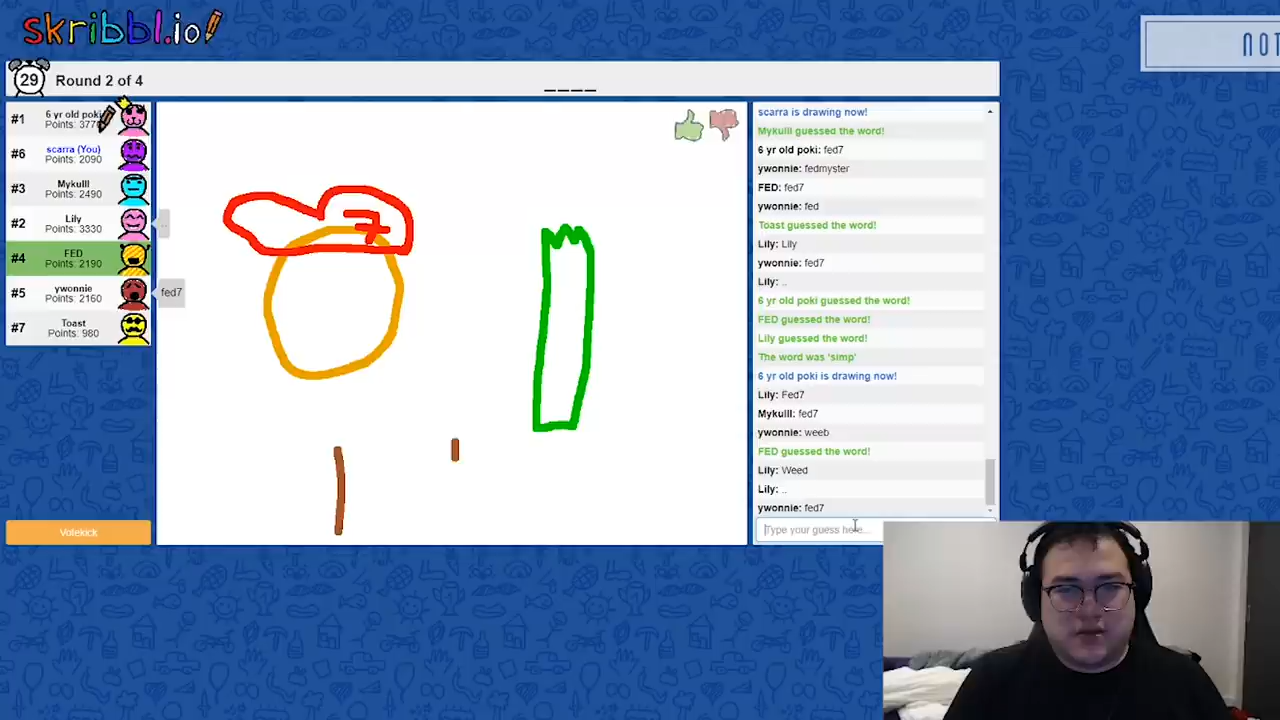 skribbl.io
NOT
29
Round 2 of 4
____
#1
6 yr old poki
Points: 377
#6
scarra (You)
Points: 2090
#3
Mykulll
Points: 2490
#2
Lily
Points: 3330
..
#4
FED
Points: 2190
#5
ywonnie
Points: 2160
fed7
#7
Toast
Points: 980
Votekick
7
scarra is drawing now!
Mykulll guessed the word!
6 yr old poki: fed7
ywonnie: fedmyster
FED: fed7
ywonnie: fed
Toast guessed the word!
Lily: Lily
ywonnie: fed7
Lily: ..
6 yr old poki guessed the word!
FED guessed the word!
Lily guessed the word!
The word was 'simp'
6 yr old poki is drawing now!
Lily: Fed7
Mykulll: fed7
ywonnie: weeb
FED guessed the word!
Lily: Weed
Lily: ..
ywonnie: fed7
Type your guess here...